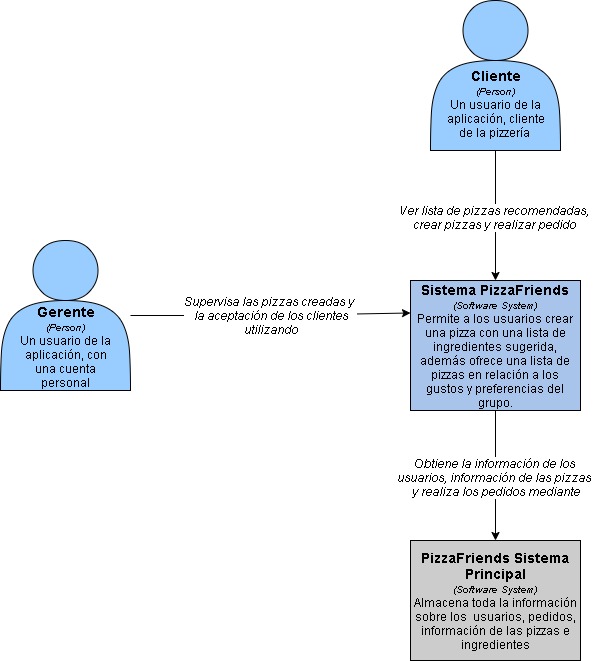 Cliente
(Person)
Un usuario de la
aplicación, cliente
de la pizzería
Ver lista de pizzas recomendadas,
crear pizzas y realizar pedido
Gerente
(Person)
Un usuario de la
aplicación, con
una cuenta
personal
Supervisa las pizzas creadas y
la aceptación de los clientes
utilizando
Sistema PizzaFriends
(Software System)
Permite a los usuarios crear
una pizza con una lista de
ingredientes sugerida,
además ofrece una lista de
pizzas en relación a los
gustos y preferencias del
grupo.
Obtiene la información de los
usuarios, información de las pizzas
y realiza los pedidos mediante
PizzaFriends Sistema
Principal
(Software System)
Almacena toda la información
sobre los usuarios, pedidos,
información de las pizzas e
ingredientes